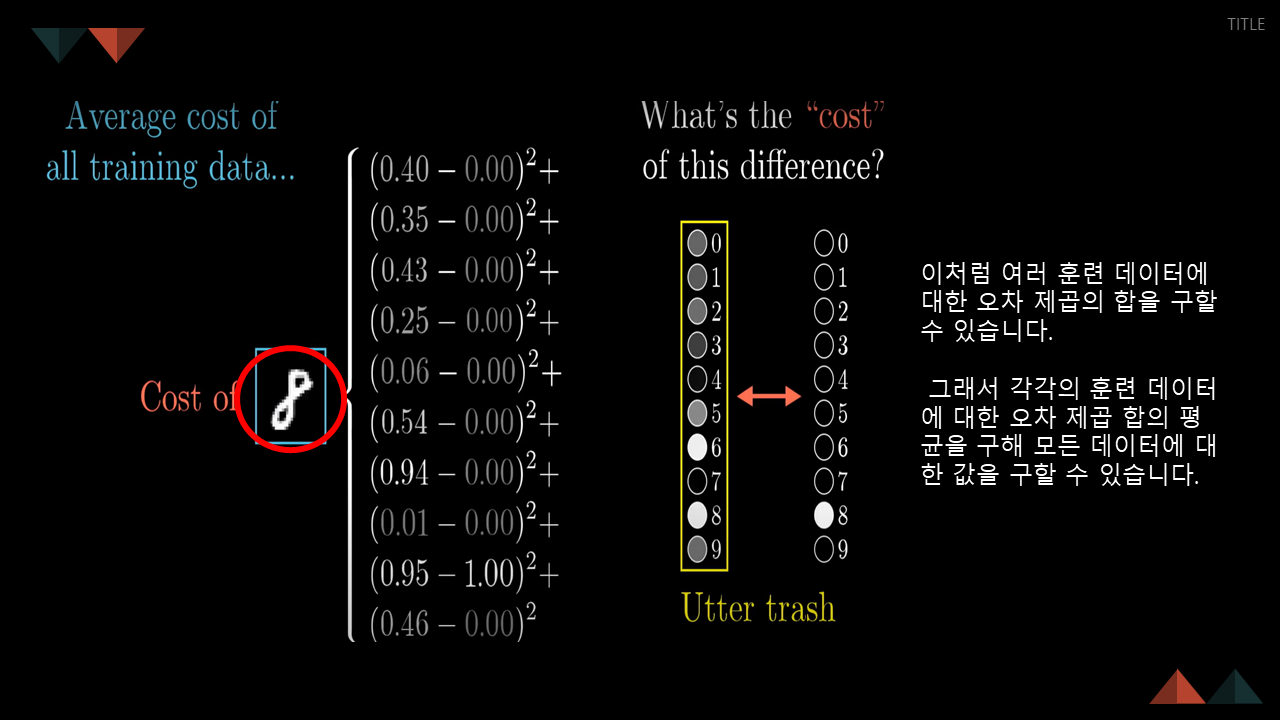 TITLE
Average cost of
all training data...
Cost of
8
(0.40 − 0.00)²+
(0.35 − 0.00)²+
(0.43 − 0.00)²+
(0.25 − 0.00)²+
(0.06 − 0.00)²+
(0.54 − 0.00)²+
(0.94 − 0.00)²+
(0.01 − 0.00)²+
(0.95 − 1.00)²+
(0.46 − 0.00)²
What's the “cost”
of this difference?
0 0
1 1
2 2
3 3
4 4
5 5
6 6
7 7
8 8
9 9
Utter trash
이처럼 여러 훈련 데이터에
대한 오차 제곱의 합을 구할
수 있습니다.
그래서 각각의 훈련 데이터
에 대한 오차 제곱 합의 평
균을 구해 모든 데이터에 대
한 값을 구할 수 있습니다.